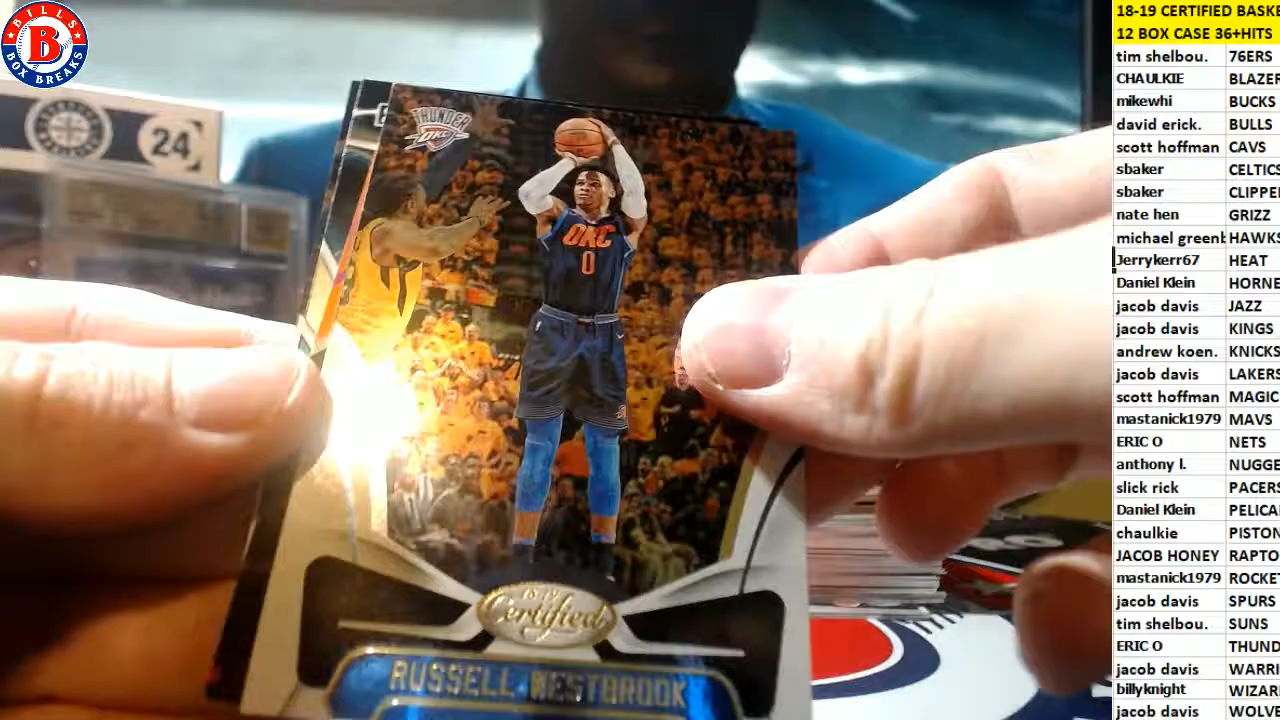 BILLS
B
BOX BREAKS
24
THUNDER
OKC
OKC
0
18-19
Certified
RUSSELL WESTBROOK
18-19 CERTIFIED BASKE
12 BOX CASE 36+HITS
tim shelbou. 76ERS
CHAULKIE BLAZER
mikewhi BUCKS
david erick. BULLS
scott hoffman CAVS
sbaker CELTICS
sbaker CLIPPE
nate hen GRIZZ
michael greenb HAWKS
Jerrykerr67 HEAT
Daniel Klein HORNE
jacob davis JAZZ
jacob davis KINGS
andrew koen. KNICKS
jacob davis LAKERS
scott hoffman MAGIC
mastanick1979 MAVS
ERIC O NETS
anthony l. NUGGE
slick rick PACERS
Daniel Klein PELICA
chaulkie PISTON
JACOB HONEY RAPTO
mastanick1979 ROCKET
jacob davis SPURS
tim shelbou. SUNS
ERIC O THUND
jacob davis WARRI
billyknight WIZAR
jacob davis WOLVE